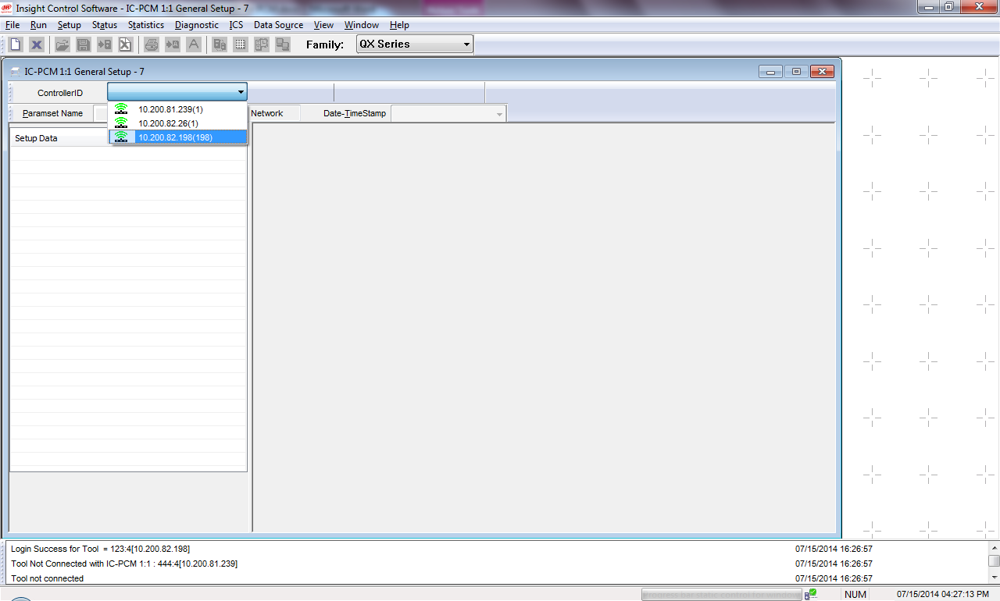 Insight Control Software - IC-PCM 1:1 General Setup - 7
File Run Setup Status Statistics Diagnostic ICS Data Source View Window Help
Family: QX Series
IC-PCM 1:1 General Setup - 7
ControllerID
10.200.81.239(1)
Paramset Name Network Date-TimeStamp
10.200.82.26(1)
Setup Data 10.200.82.198(198)
Login Success for Tool = 123:4[10.200.82.198] 07/15/2014 16:26:57
Tool Not Connected with IC-PCM 1:1 : 444:4[10.200.81.239] 07/15/2014 16:26:57
Tool not connected 07/15/2014 16:26:57
Progress bar static control for window NUM 07/15/2014 04:27:13 PM